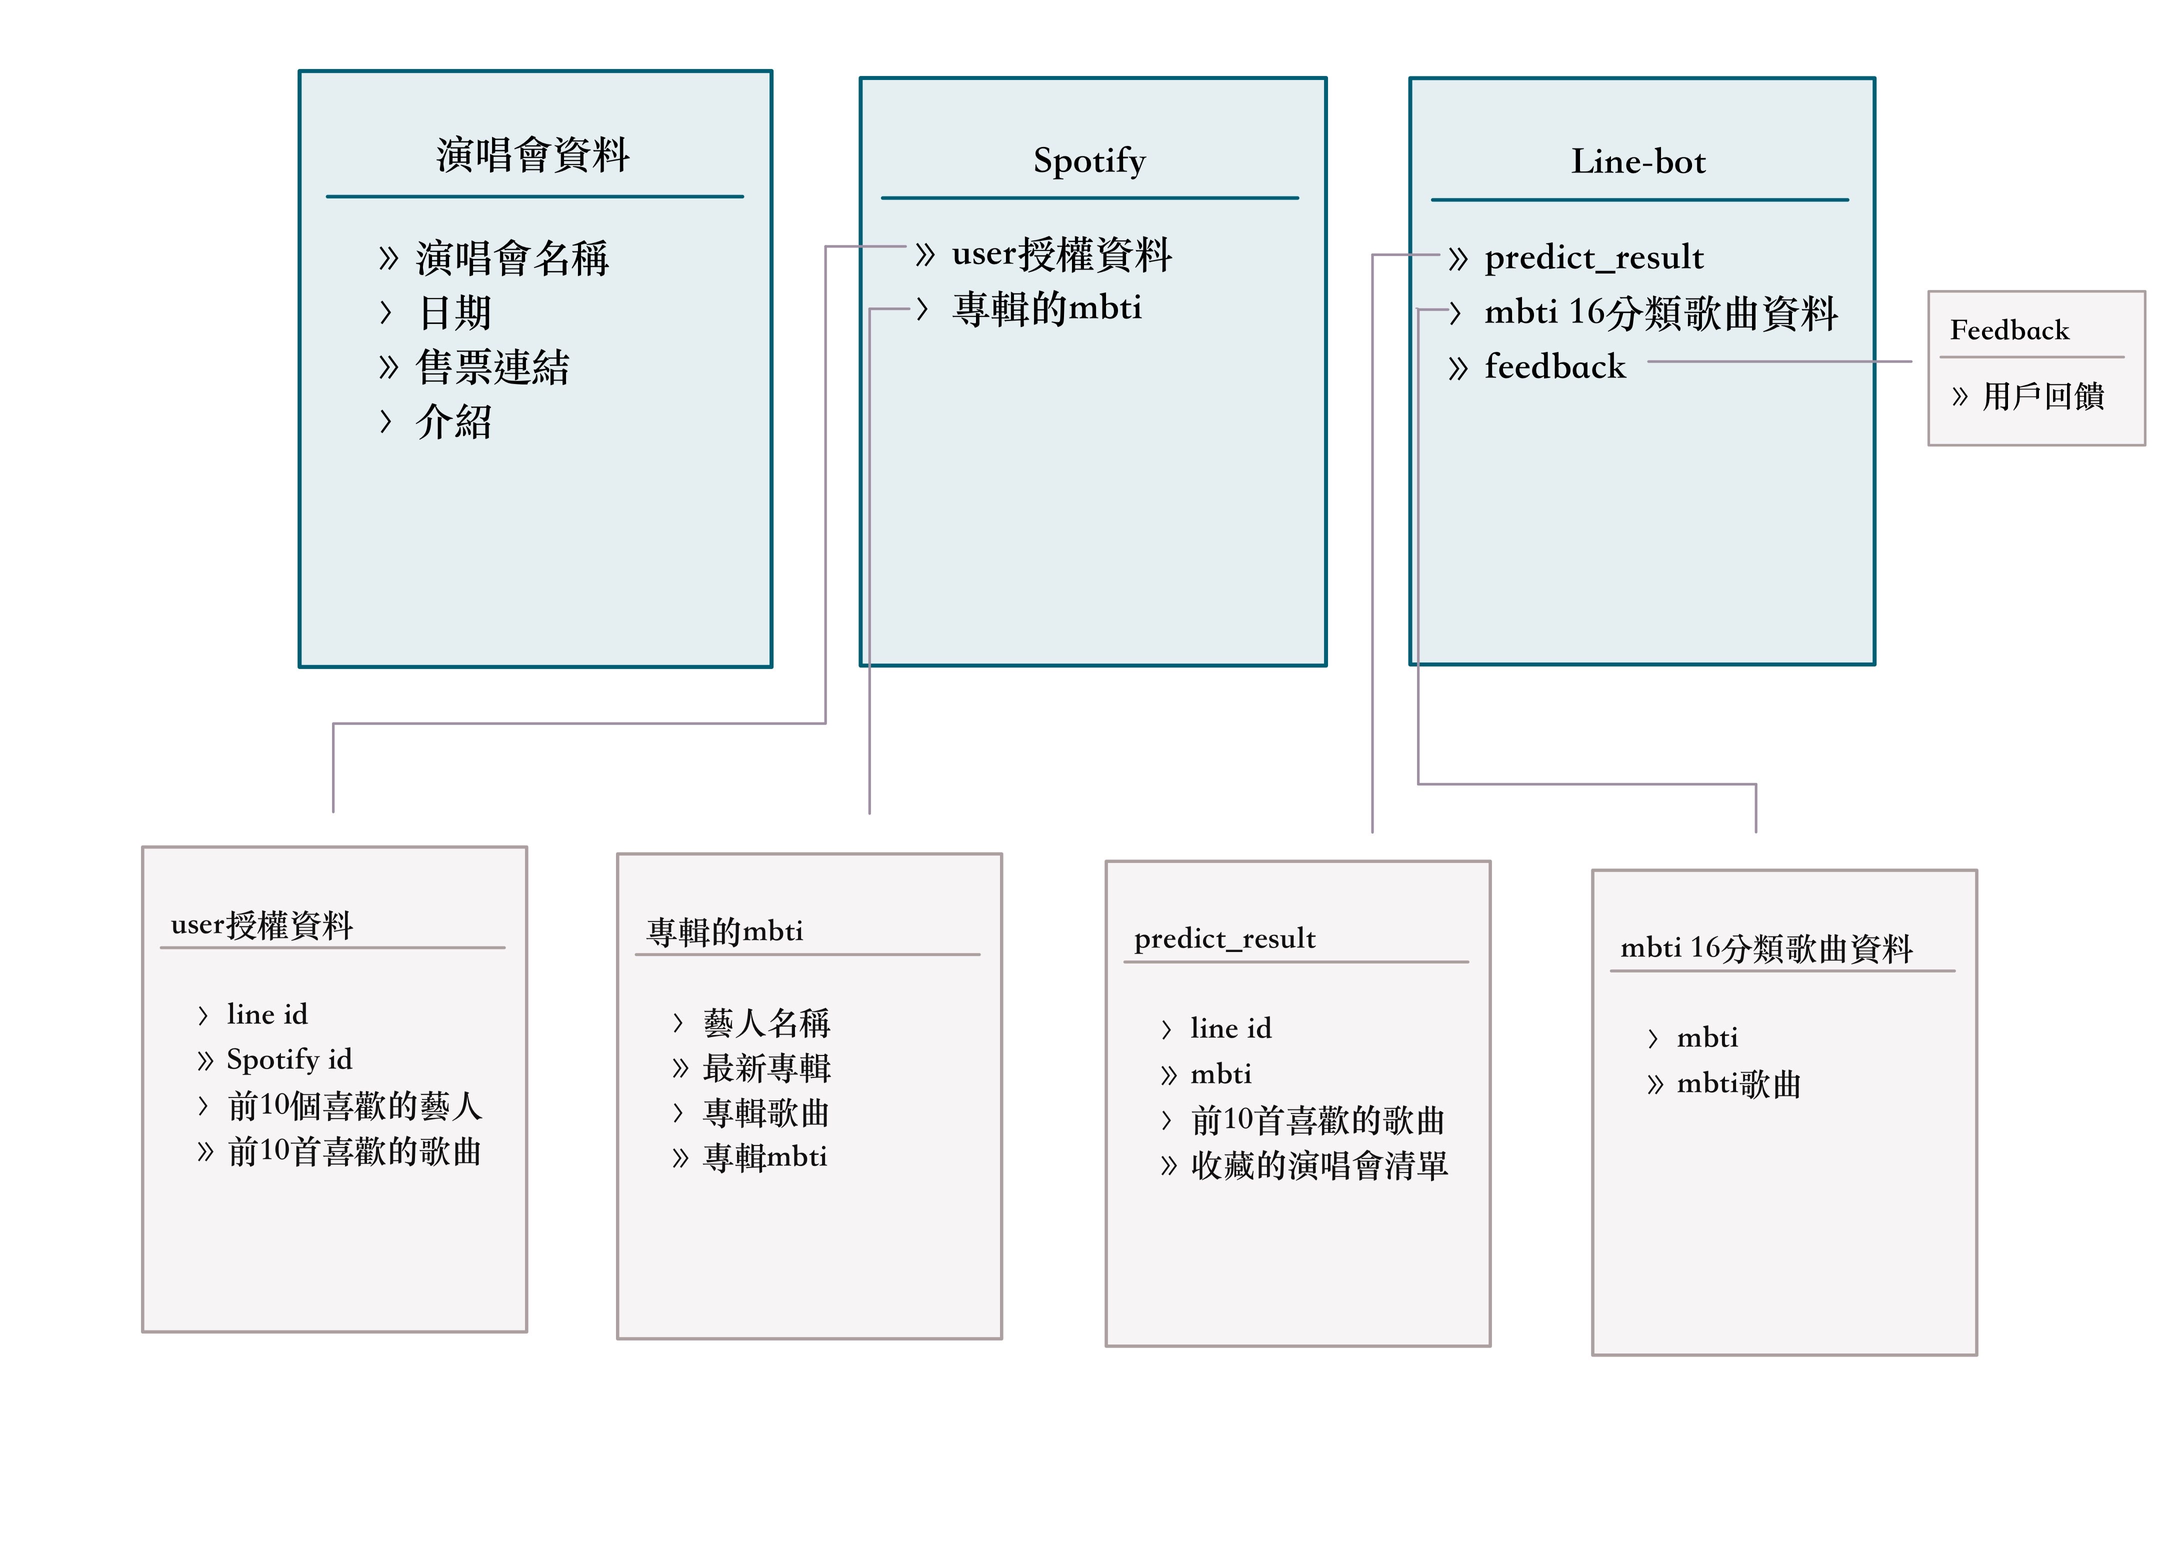 演唱會資料
» 演唱會名稱
› 日期
» 售票連結
› 介紹
Spotify
» user授權資料
› 專輯的mbti
Line-bot
» predict_result
› mbti 16分類歌曲資料
» feedback
Feedback
» 用戶回饋
user授權資料
› line id
» Spotify id
› 前10個喜歡的藝人
» 前10首喜歡的歌曲
專輯的mbti
› 藝人名稱
» 最新專輯
› 專輯歌曲
» 專輯mbti
predict_result
› line id
» mbti
› 前10首喜歡的歌曲
» 收藏的演唱會清單
mbti 16分類歌曲資料
› mbti
» mbti歌曲